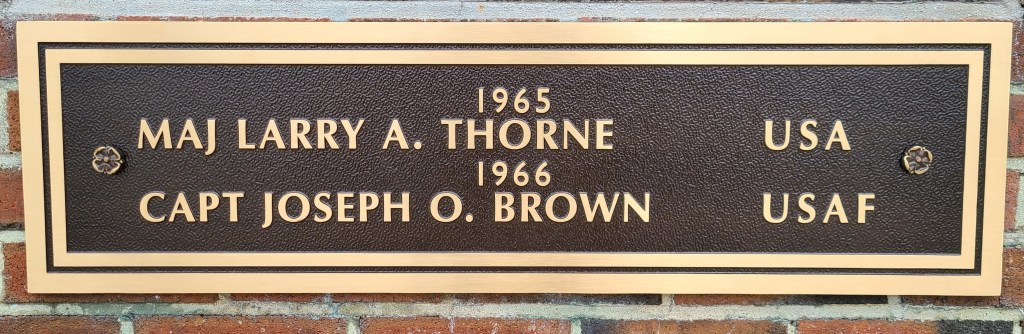 1965
MAJ LARRY A. THORNE USA
1966
CAPT JOSEPH O. BROWN USAF